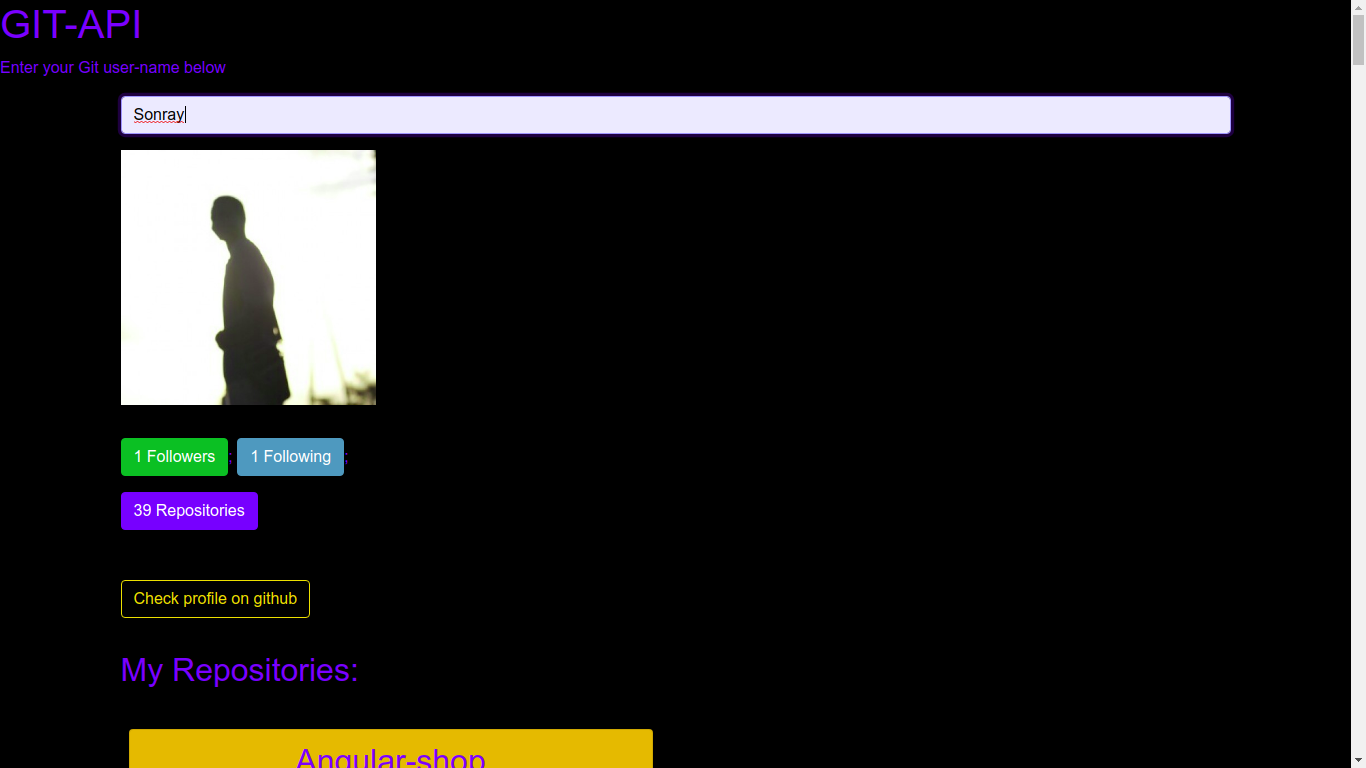 GIT-API
Enter your Git user-name below
Sonray
1 Followers; 1 Following;
39 Repositories
Check profile on github
My Repositories:
Angular-shop